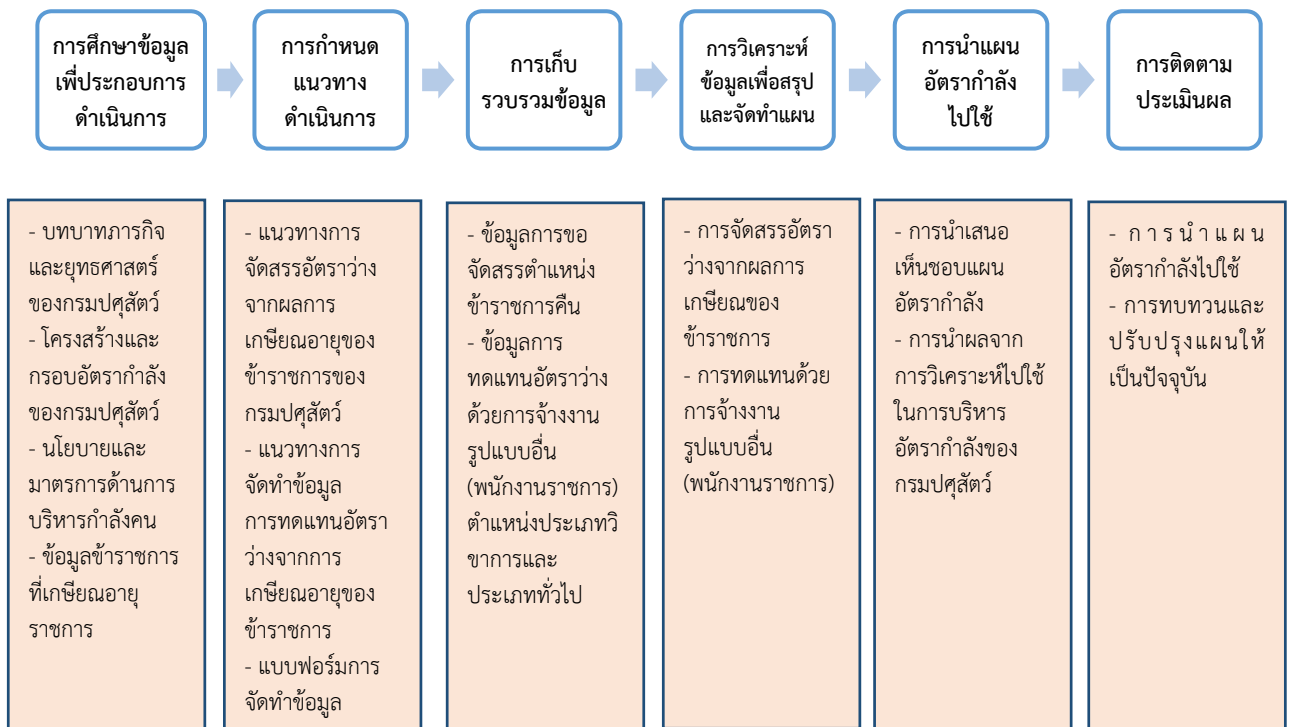 การศึกษาข้อมูล
เพื่อประกอบการ
ดำเนินการ
การกำหนด
แนวทาง
ดำเนินการ
การเก็บ
รวบรวมข้อมูล
การวิเคราะห์
ข้อมูลเพื่อสรุป
และจัดทำแผน
การนำแผน
อัตรากำลัง
ไปใช้
การติดตาม
ประเมินผล
- บทบาทภารกิจ
และยุทธศาสตร์
ของกรมปศุสัตว์
- โครงสร้างและ
กรอบอัตรากำลัง
ของกรมปศุสัตว์
- นโยบายและ
มาตรการด้านการ
บริหารกำลังคน
- ข้อมูลข้าราชการ
ที่เกษียณอายุ
ราชการ
- แนวทางการ
จัดสรรอัตราว่าง
จากผลการ
เกษียณอายุของ
ข้าราชการของ
กรมปศุสัตว์
- แนวทางการ
จัดทำข้อมูล
การทดแทนอัตรา
ว่างจากการ
เกษียณอายุของ
ข้าราชการ
- แบบฟอร์มการ
จัดทำข้อมูล
- ข้อมูลการขอ
จัดสรรตำแหน่ง
ข้าราชการคืน
- ข้อมูลการ
ทดแทนอัตราว่าง
ด้วยการจ้างงาน
รูปแบบอื่น
(พนักงานราชการ)
ตำแหน่งประเภทวิ
ชาการและ
ประเภททั่วไป
- การจัดสรรอัตรา
ว่างจากผลการ
เกษียณของ
ข้าราชการ
- การทดแทนด้วย
การจ้างงาน
รูปแบบอื่น
(พนักงานราชการ)
- การนำเสนอ
เห็นชอบแผน
อัตรากำลัง
- การนำผลจาก
การวิเคราะห์ไปใช้
ในการบริหาร
อัตรากำลังของ
กรมปศุสัตว์
- การนำแผน
อัตรากำลังไปใช้
- การทบทวนและ
ปรับปรุงแผนให้
เป็นปัจจุบัน